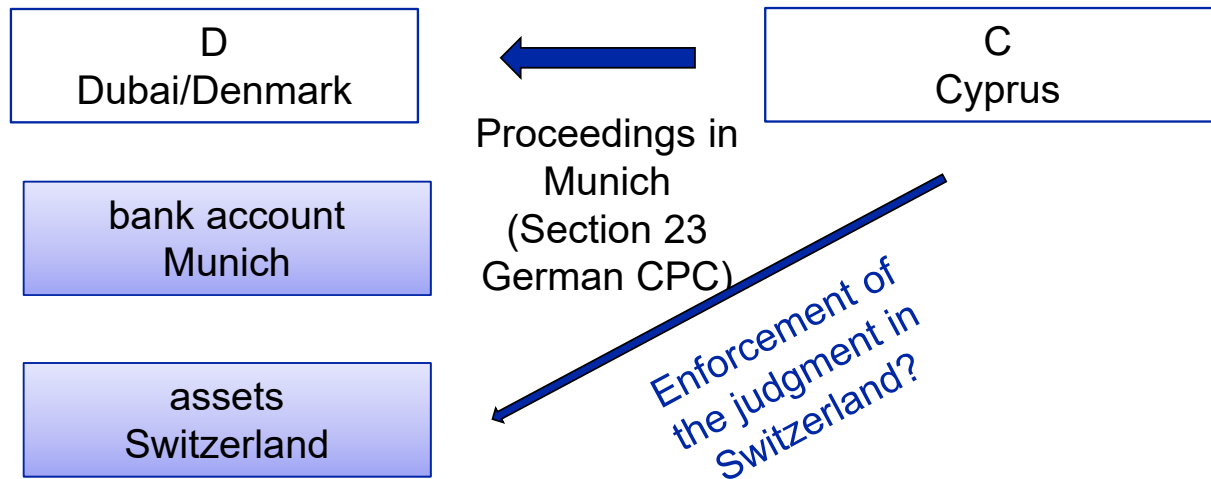 D
Dubai/Denmark
C
Cyprus
Proceedings in
Munich
(Section 23
German CPC)
bank account
Munich
assets
Switzerland
Enforcement of
the judgment in
Switzerland?